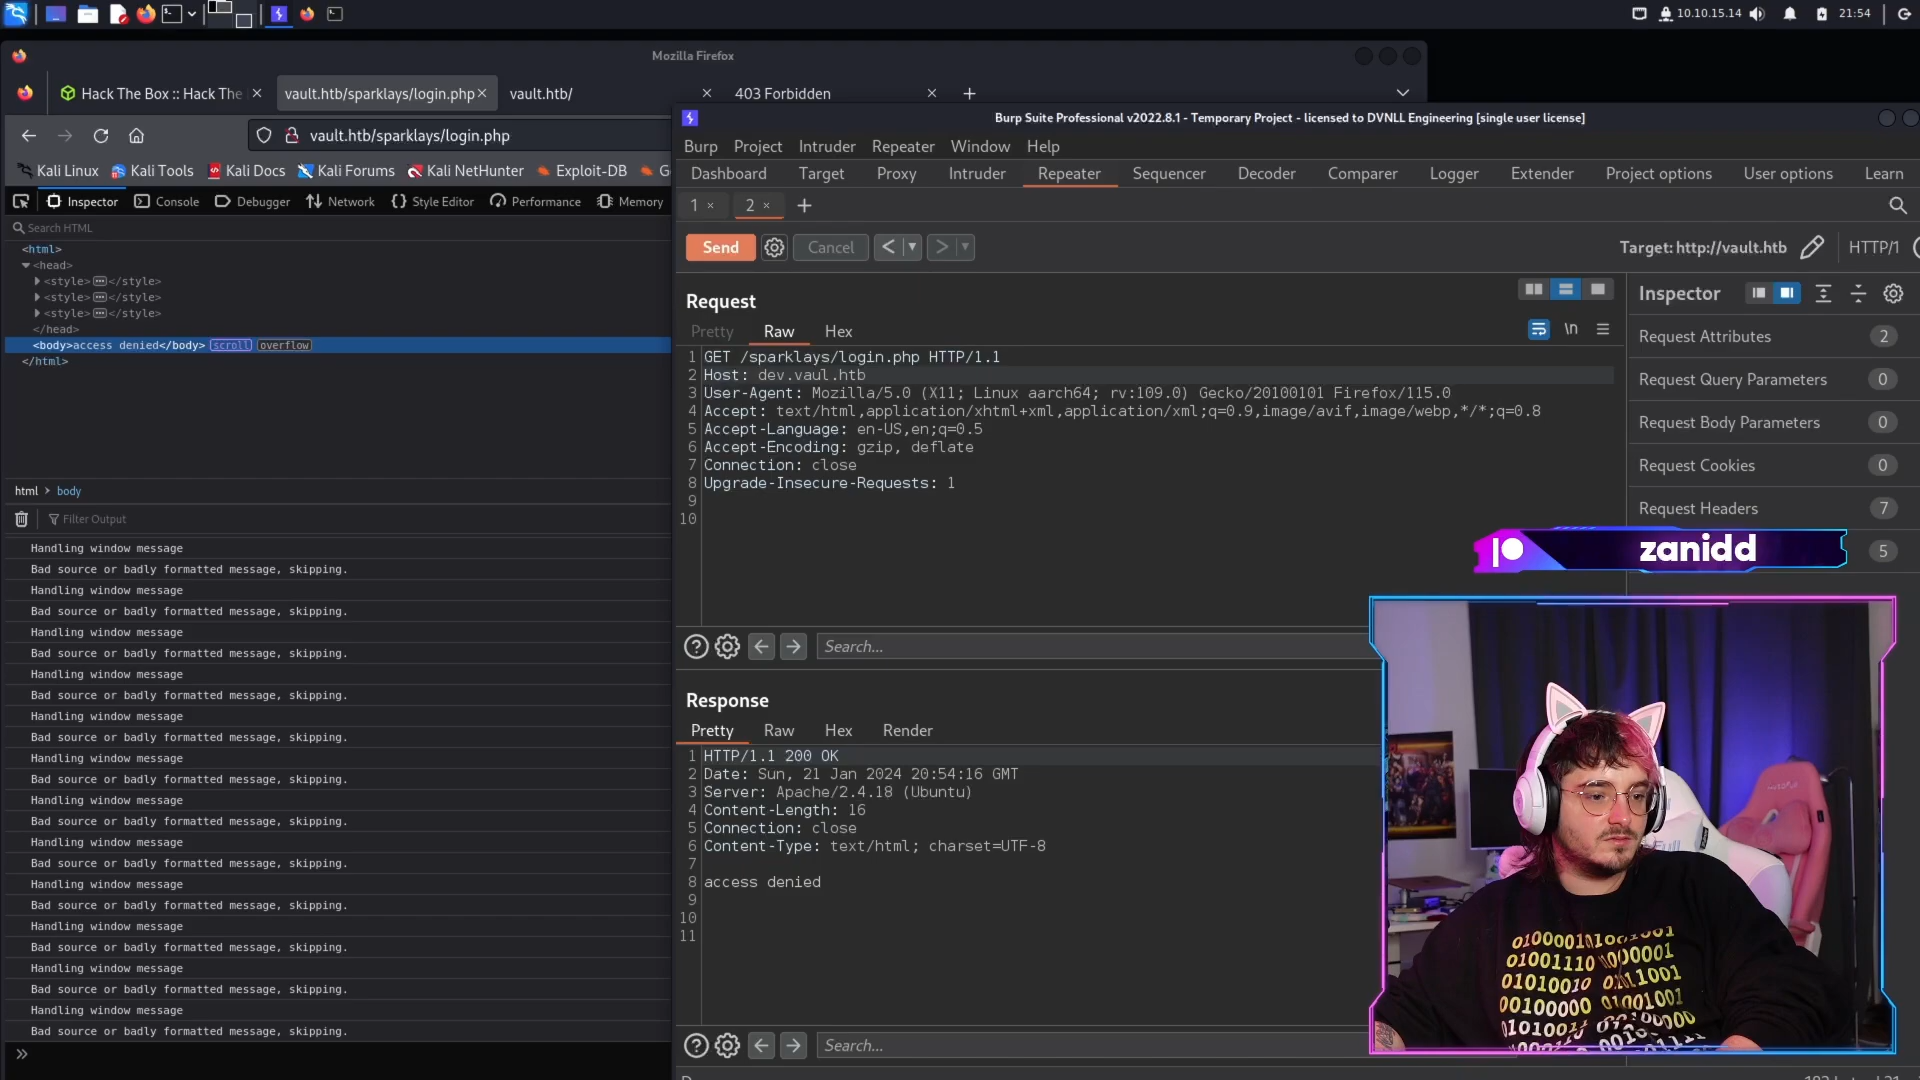 10.10.15.14
21:54
Mozilla Firefox
Hack The Box :: Hack The
vault.htb/sparklays/login.php
vault.htb/
403 Forbidden
vault.htb/sparklays/login.php
Kali Linux
Kali Tools
Kali Docs
Kali Forums
Kali NetHunter
Exploit-DB
G
Inspector
Console
Debugger
Network
Style Editor
Performance
Memory
Search HTML
<html>
<head>
<style> </style>
<style> </style>
<style> </style>
</head>
<body>access denied</body> scroll overflow
</html>
html > body
Filter Output
Handling window message
Bad source or badly formatted message, skipping.
Handling window message
Bad source or badly formatted message, skipping.
Handling window message
Bad source or badly formatted message, skipping.
Handling window message
Bad source or badly formatted message, skipping.
Handling window message
Bad source or badly formatted message, skipping.
Handling window message
Bad source or badly formatted message, skipping.
Handling window message
Bad source or badly formatted message, skipping.
Handling window message
Bad source or badly formatted message, skipping.
Handling window message
Bad source or badly formatted message, skipping.
Handling window message
Bad source or badly formatted message, skipping.
Handling window message
Bad source or badly formatted message, skipping.
Handling window message
Bad source or badly formatted message, skipping.
Burp Suite Professional v2022.8.1 - Temporary Project - licensed to DVNLL Engineering [single user license]
Burp Project Intruder Repeater Window Help
Dashboard Target Proxy Intruder Repeater Sequencer Decoder Comparer Logger Extender Project options User options Learn
1 × 2 × +
Send
Cancel
Target: http://vault.htb
HTTP/1
Request
Pretty Raw Hex
\n
1 GET /sparklays/login.php HTTP/1.1
2 Host: dev.vaul.htb
3 User-Agent: Mozilla/5.0 (X11; Linux aarch64; rv:109.0) Gecko/20100101 Firefox/115.0
4 Accept: text/html,application/xhtml+xml,application/xml;q=0.9,image/avif,image/webp,*/*;q=0.8
5 Accept-Language: en-US,en;q=0.5
6 Accept-Encoding: gzip, deflate
7 Connection: close
8 Upgrade-Insecure-Requests: 1
9
10
Search...
Response
Pretty Raw Hex Render
1 HTTP/1.1 200 OK
2 Date: Sun, 21 Jan 2024 20:54:16 GMT
3 Server: Apache/2.4.18 (Ubuntu)
4 Content-Length: 16
5 Connection: close
6 Content-Type: text/html; charset=UTF-8
7
8 access denied
9
10
11
Search...
Inspector
Request Attributes 2
Request Query Parameters 0
Request Body Parameters 0
Request Cookies 0
Request Headers 7
5
zanidd